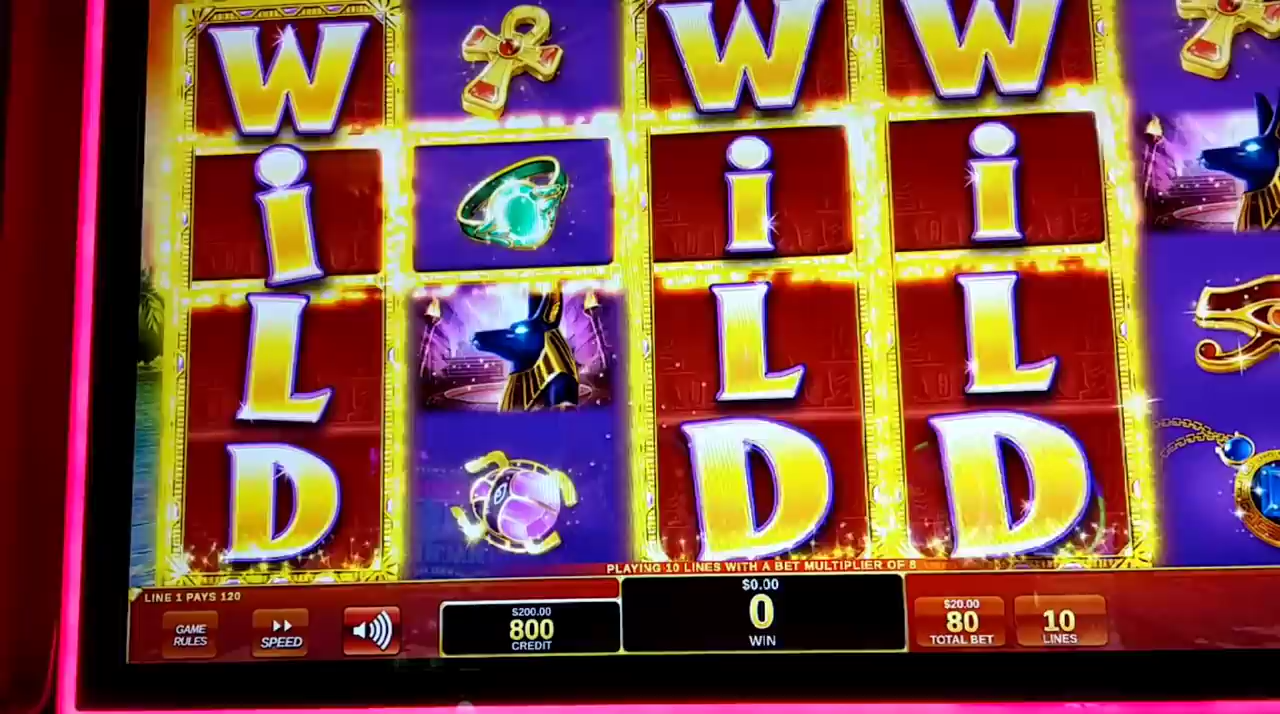 W W W
i i i
L L L
D D D
PLAYING 10 LINES WITH A BET MULTIPLIER OF 8
LINE 1 PAYS 120
GAME
RULES
SPEED
$200.00
800
CREDIT
$0.00
0
WIN
$20.00
80
TOTAL BET
10
LINES